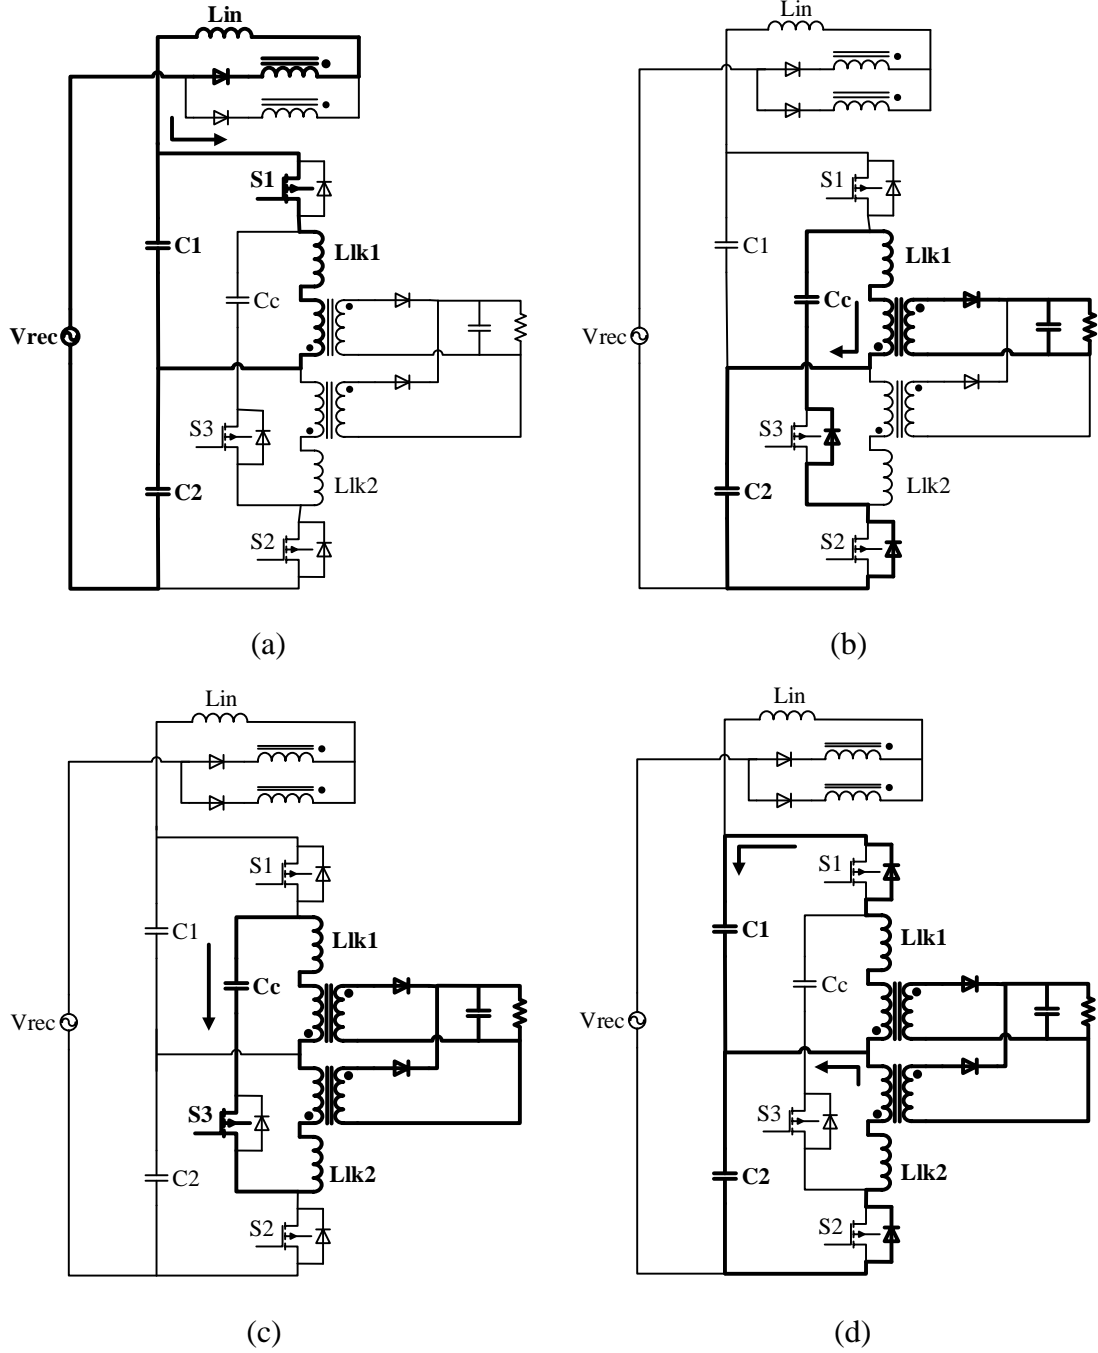 Lin
S1
C1
Llk1
Cc
Vrec
S3
C2
Llk2
S2
(a)
Lin
S1
C1
Llk1
Cc
Vrec
S3
C2
Llk2
S2
(b)
Lin
S1
C1
Llk1
Cc
Vrec
S3
C2
Llk2
S2
(c)
Lin
S1
C1
Llk1
Cc
Vrec
S3
C2
Llk2
S2
(d)